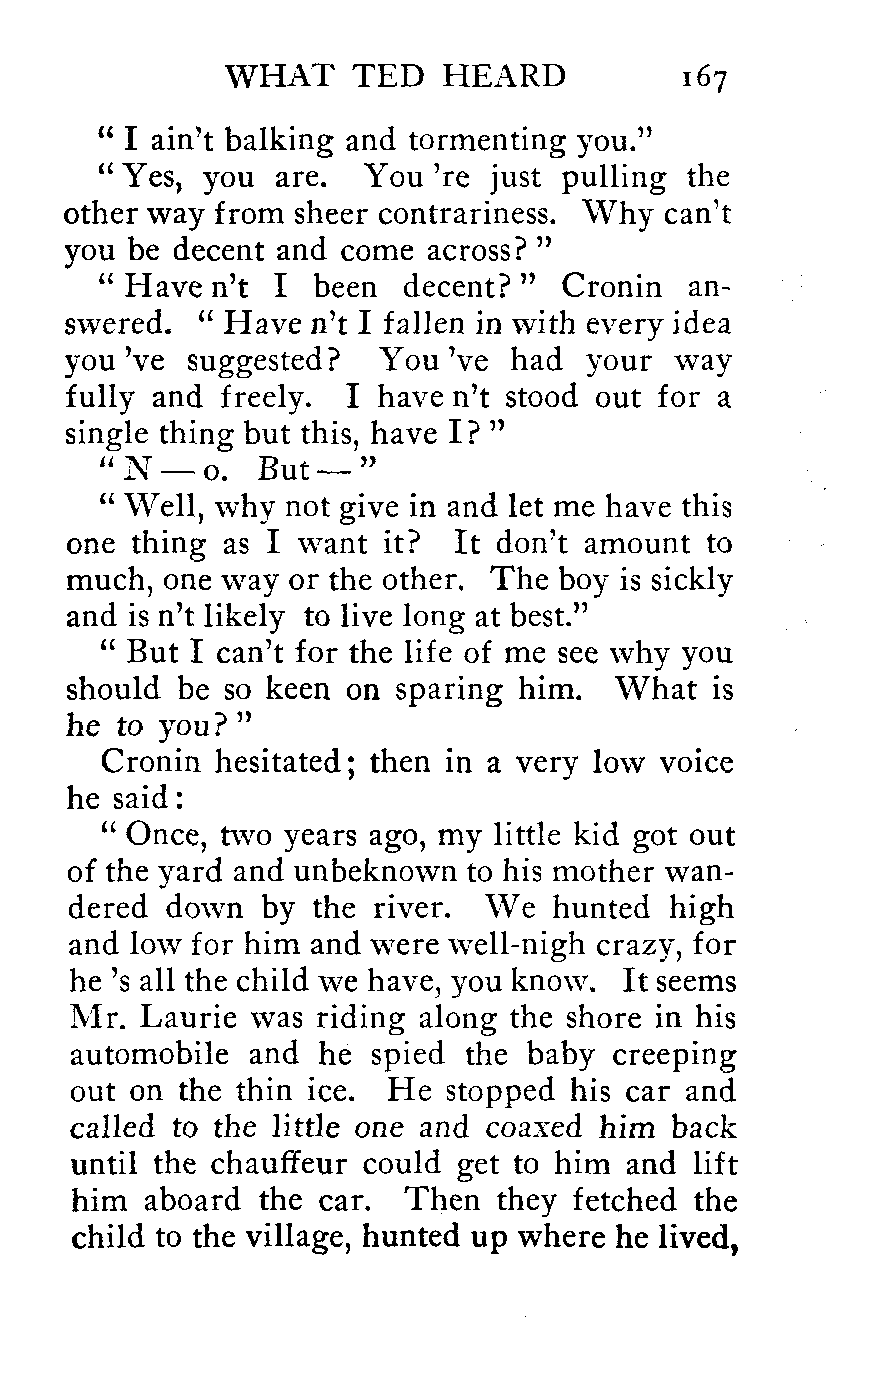 WHAT TED HEARD 167
“ I ain't balking and tormenting you.”
“ Yes, you are. You 're just pulling the
other way from sheer contrariness. Why can't
you be decent and come across? ”
“ Have n't I been decent? ” Cronin an-
swered. “ Have n't I fallen in with every idea
you 've suggested? You 've had your way
fully and freely. I have n't stood out for a
single thing but this, have I? ”
“ N — o. But — ”
“ Well, why not give in and let me have this
one thing as I want it? It don't amount to
much, one way or the other. The boy is sickly
and is n't likely to live long at best.”
“ But I can't for the life of me see why you
should be so keen on sparing him. What is
he to you? ”
Cronin hesitated; then in a very low voice
he said:
“ Once, two years ago, my little kid got out
of the yard and unbeknown to his mother wan-
dered down by the river. We hunted high
and low for him and were well-nigh crazy, for
he 's all the child we have, you know. It seems
Mr. Laurie was riding along the shore in his
automobile and he spied the baby creeping
out on the thin ice. He stopped his car and
called to the little one and coaxed him back
until the chauffeur could get to him and lift
him aboard the car. Then they fetched the
child to the village, hunted up where he lived,